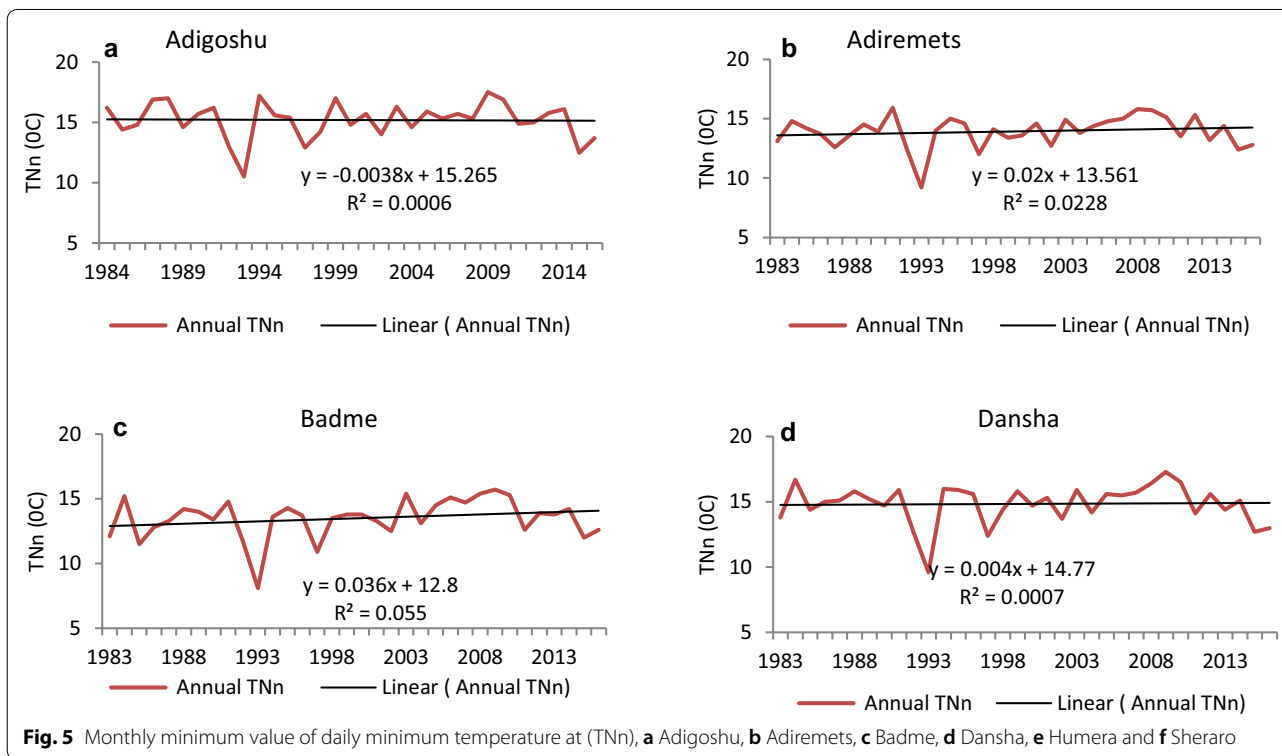 a Adigoshu
20
15
10
5
TNn (0C)
y = -0.0038x + 15.265
R² = 0.0006
1984 1989 1994 1999 2004 2009 2014
Annual TNn Linear ( Annual TNn)
b Adiremets
20
15
10
5
TNn (0C)
y = 0.02x + 13.561
R² = 0.0228
1983 1988 1993 1998 2003 2008 2013
Annual TNn Linear ( Annual TNn)
c Badme
20
15
10
5
TNn (0C)
y = 0.036x + 12.8
R² = 0.055
1983 1988 1993 1998 2003 2008 2013
Annual TNn Linear ( Annual TNn)
d Dansha
20
15
10
5
TNn (0C)
y = 0.004x + 14.77
R² = 0.0007
1983 1988 1993 1998 2003 2008 2013
Annual TNn Linear ( Annual TNn)
Fig. 5 Monthly minimum value of daily minimum temperature at (TNn), a Adigoshu, b Adiremets, c Badme, d Dansha, e Humera and f Sheraro